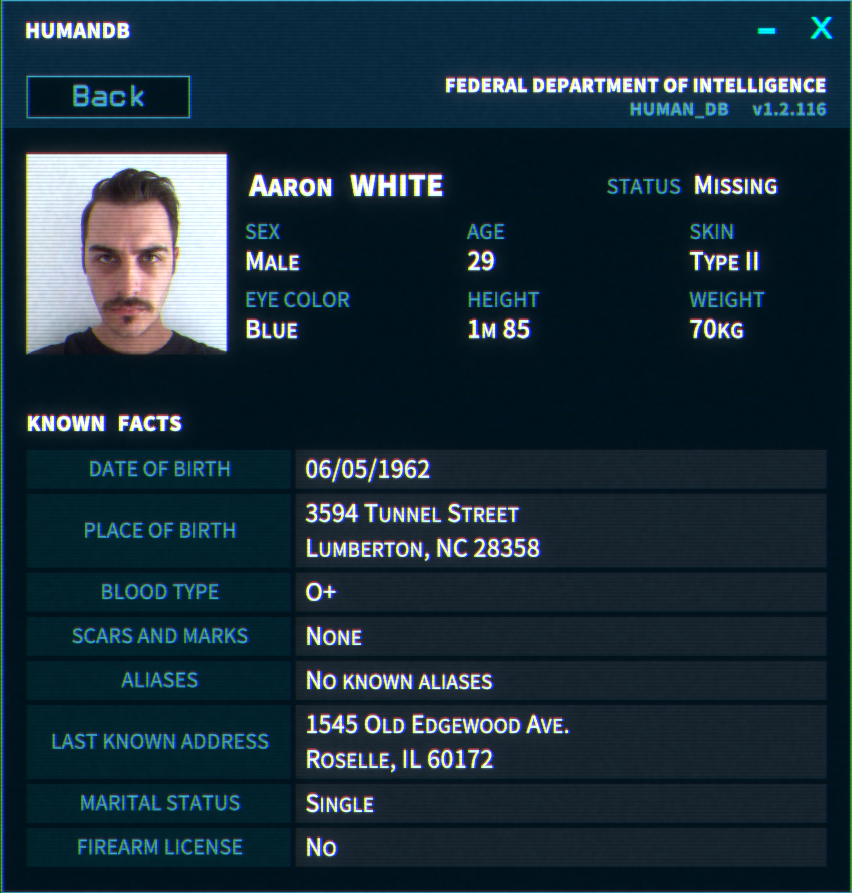 HUMANDB
– X
Back
FEDERAL DEPARTMENT OF INTELLIGENCE
HUMAN_DB v1.2.116
Aaron WHITE
STATUS Missing
SEX AGE SKIN
Male 29 Type II
EYE COLOR HEIGHT WEIGHT
Blue 1m 85 70kg
KNOWN FACTS
DATE OF BIRTH 06/05/1962
PLACE OF BIRTH 3594 Tunnel Street
Lumberton, NC 28358
BLOOD TYPE O+
SCARS AND MARKS None
ALIASES No known aliases
LAST KNOWN ADDRESS 1545 Old Edgewood Ave.
Roselle, IL 60172
MARITAL STATUS Single
FIREARM LICENSE No